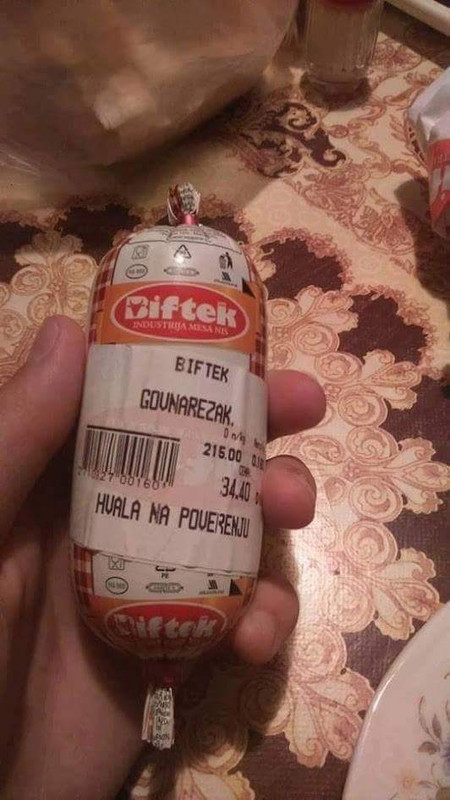 Biftek
INDUSTRIJA MESA NIŠ
BIFTEK
GOVNAREZAK.
215.00
34.40
HVALA NA POVERENJU
Biftek